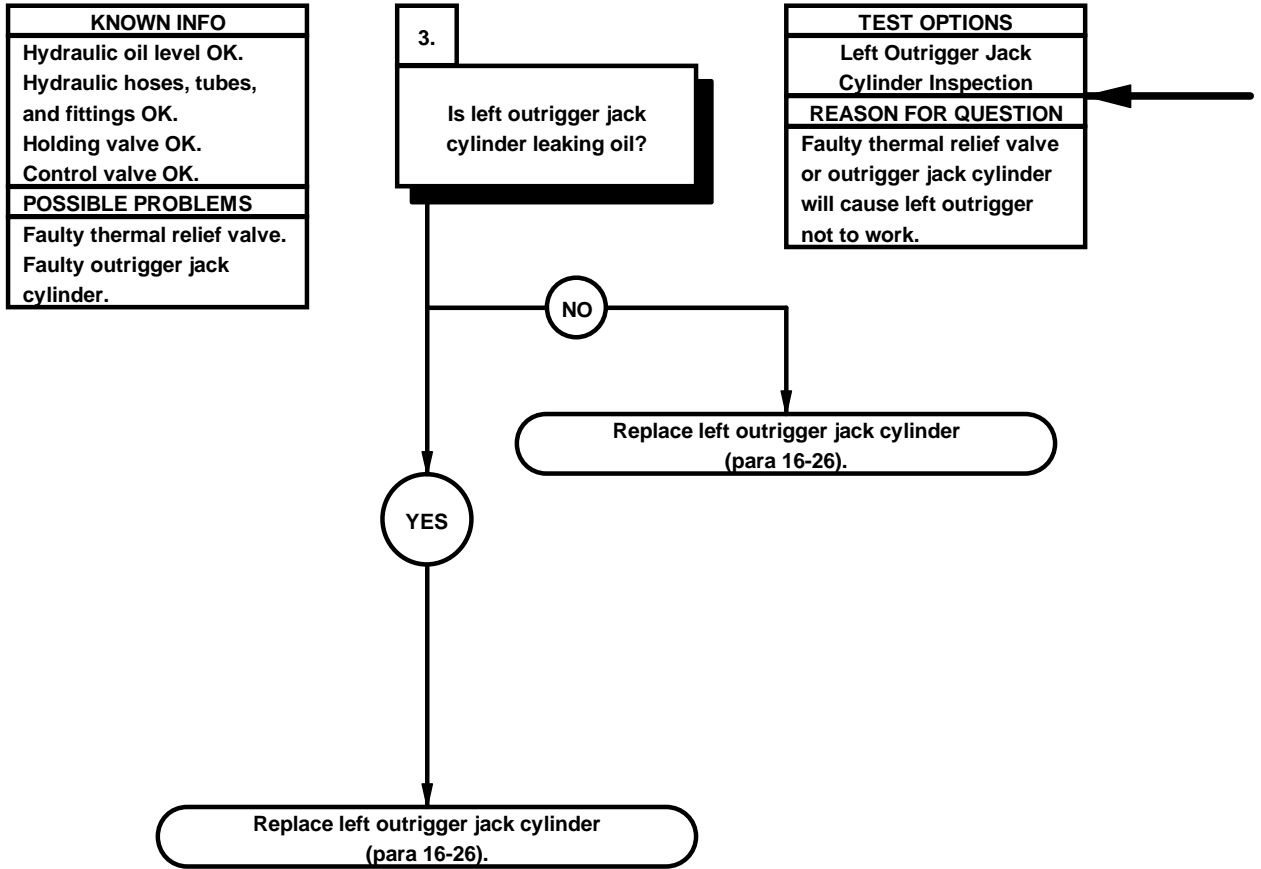 KNOWN INFO
Hydraulic oil level OK.
Hydraulic hoses, tubes,
and fittings OK.
Holding valve OK.
Control valve OK.
POSSIBLE PROBLEMS
Faulty thermal relief valve.
Faulty outrigger jack
cylinder.
3.
Is left outrigger jack
cylinder leaking oil?
TEST OPTIONS
Left Outrigger Jack
Cylinder Inspection
REASON FOR QUESTION
Faulty thermal relief valve
or outrigger jack cylinder
will cause left outrigger
not to work.
NO
Replace left outrigger jack cylinder
(para 16-26).
YES
Replace left outrigger jack cylinder
(para 16-26).